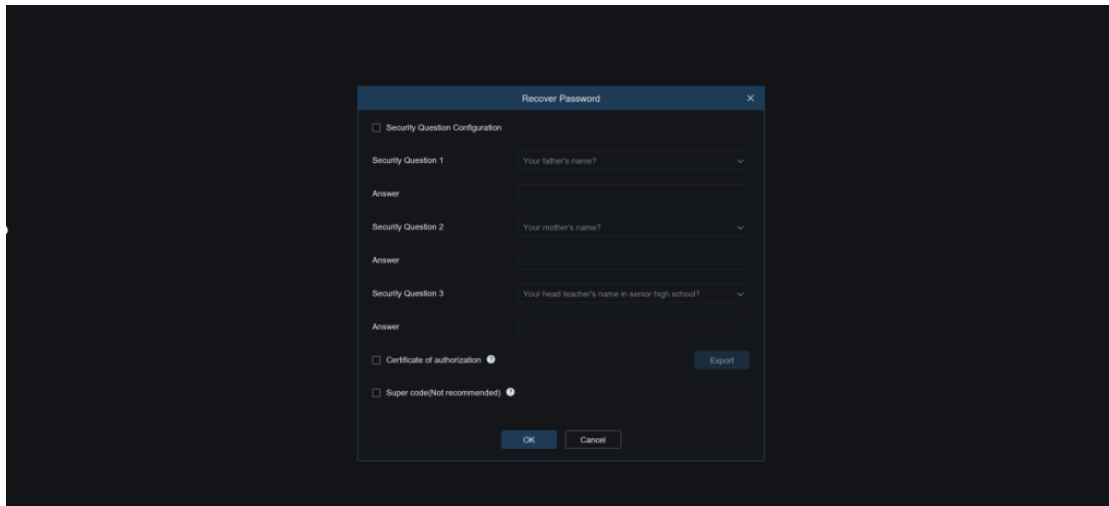 Recover Password
Security Question Configuration
Security Question 1 Your father's name?
Answer
Security Question 2 Your mother's name?
Answer
Security Question 3 Your head teacher's name in senior high school?
Answer
Certificate of authorization Export
Super code(Not recommended)
OK Cancel